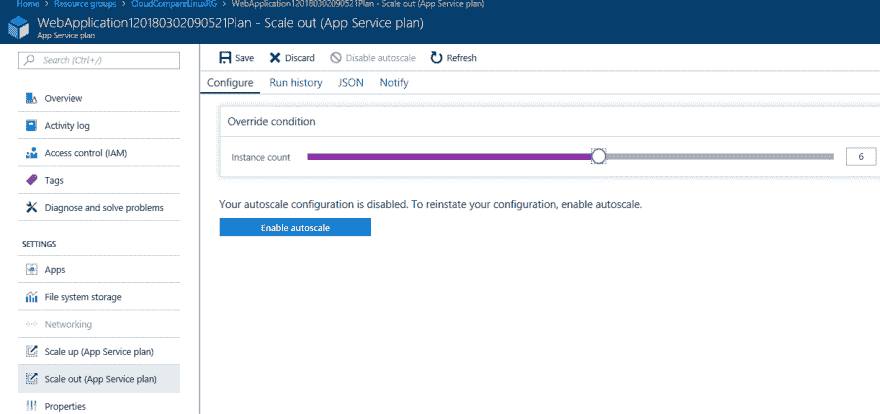 Home > Resource groups > CloudCompareLinuxRG > WebApplication120180302090521Plan - Scale out (App Service plan)
WebApplication120180302090521Plan - Scale out (App Service plan)
App Service plan
Search (Ctrl+/)
Overview
Activity log
Access control (IAM)
Tags
Diagnose and solve problems
SETTINGS
Apps
File system storage
Networking
Scale up (App Service plan)
Scale out (App Service plan)
Properties
Save Discard Disable autoscale Refresh
Configure Run history JSON Notify
Override condition
Instance count 6
Your autoscale configuration is disabled. To reinstate your configuration, enable autoscale.
Enable autoscale